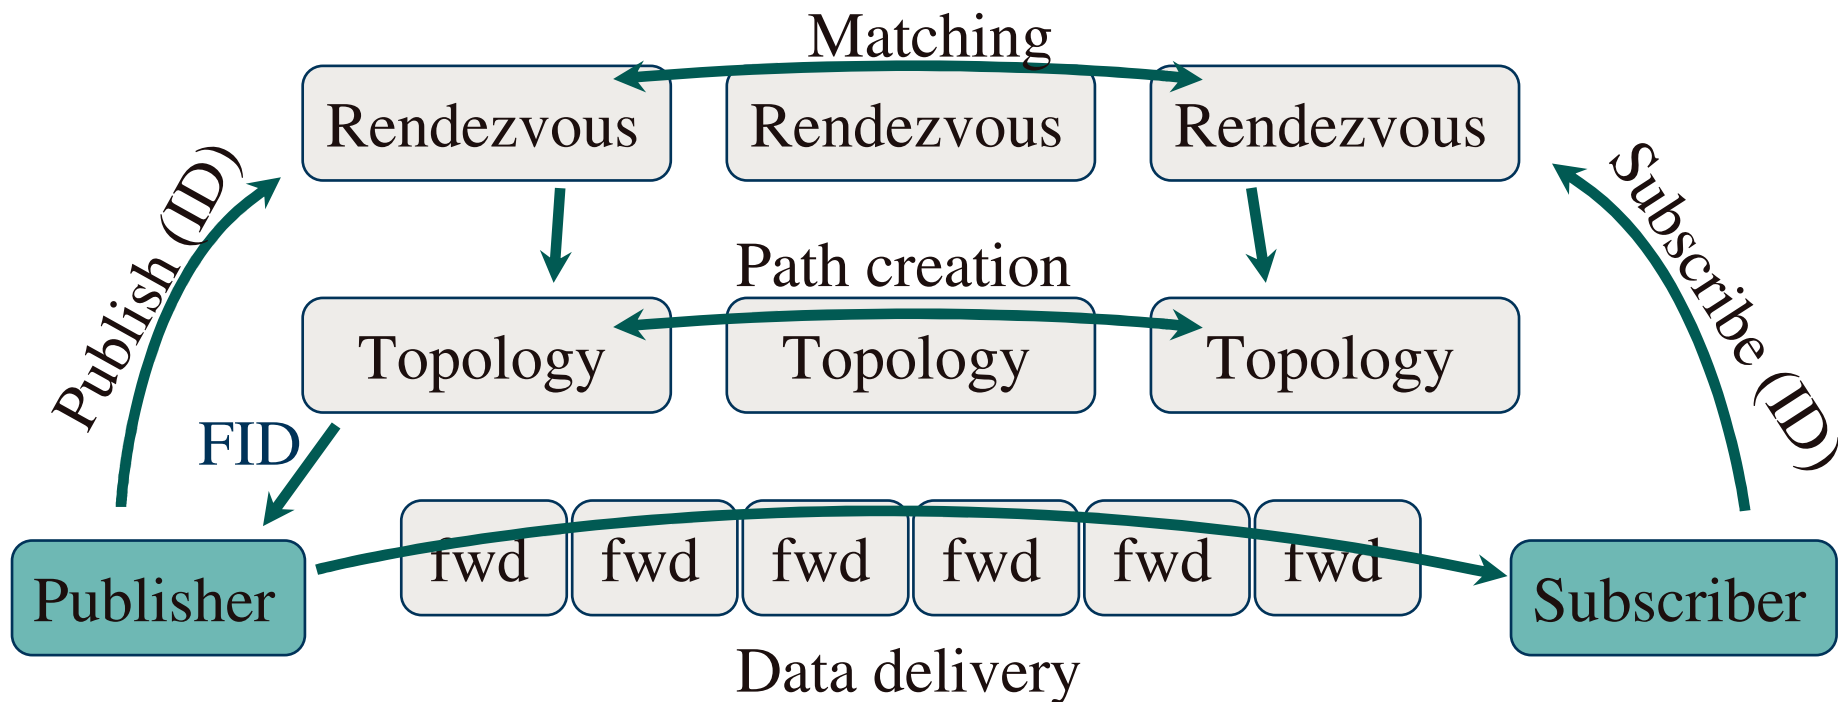 Matching
Rendezvous Rendezvous Rendezvous
Publish (ID)
Subscribe (ID)
Path creation
Topology Topology Topology
FID
fwd fwd fwd fwd fwd fwd
Publisher
Subscriber
Data delivery